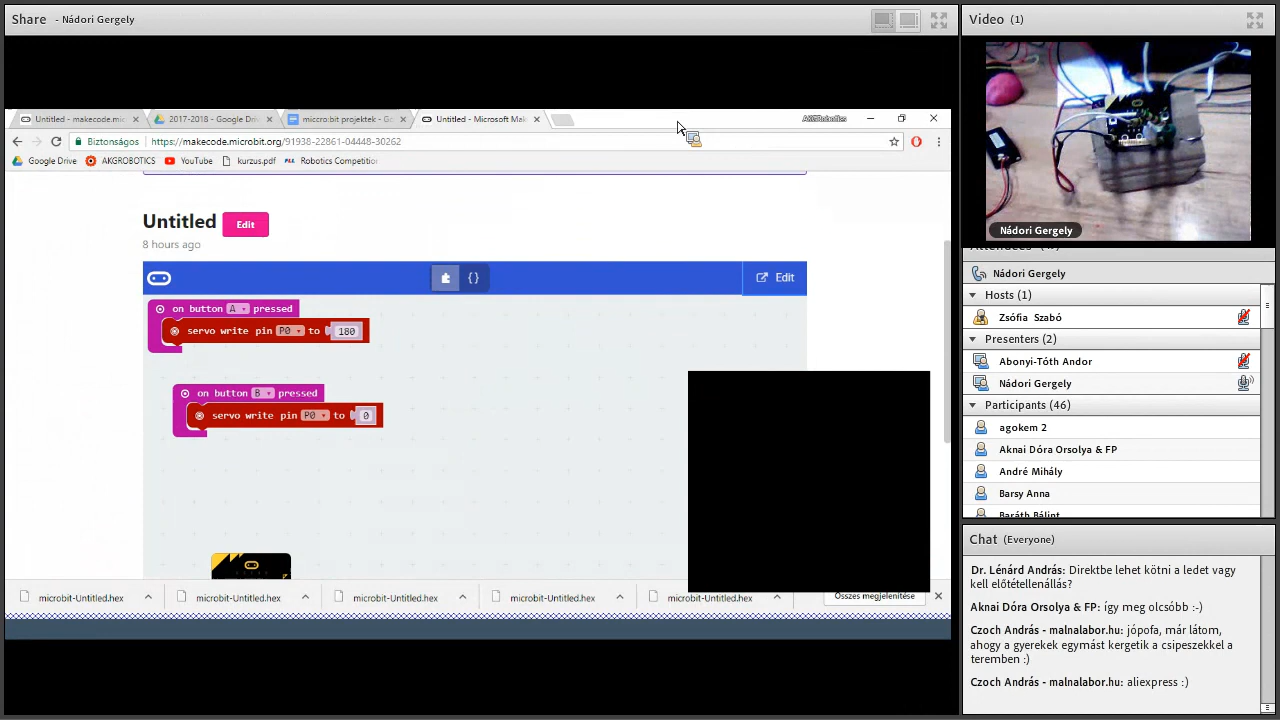 Share - Nádori Gergely
Video (1)
Untitled - makecode.mic
2017-2018 - Google Driv
microbit projektek - Go
Untitled - Microsoft Mak
Biztonságos
https://makecode.microbit.org/91938-22861-04448-30262
Google Drive
AKGROBOTICS
YouTube
kurzus.pdf
Robotics Competition
Untitled
Edit
8 hours ago
{}
Edit
on button A pressed
servo write pin P0 to 180
on button B pressed
servo write pin P0 to 0
microbit-Untitled.hex
microbit-Untitled.hex
microbit-Untitled.hex
microbit-Untitled.hex
microbit-Untitled.hex
Összes megjelenítése
Nádori Gergely
Nádori Gergely
Hosts (1)
Zsófia Szabó
Presenters (2)
Abonyi-Tóth Andor
Nádori Gergely
Participants (46)
agokem 2
Aknai Dóra Orsolya & FP
André Mihály
Barsy Anna
Baráth Bálint
Chat (Everyone)
Dr. Lénárd András: Direktbe lehet kötni a ledet vagy
kell előtétellenállás?
Aknai Dóra Orsolya & FP: így meg olcsóbb :-)
Czoch András - malnalabor.hu: jópofa, már látom,
ahogy a gyerekek egymást kergetik a csipeszekkel a
teremben :)
Czoch András - malnalabor.hu: aliexpress :)